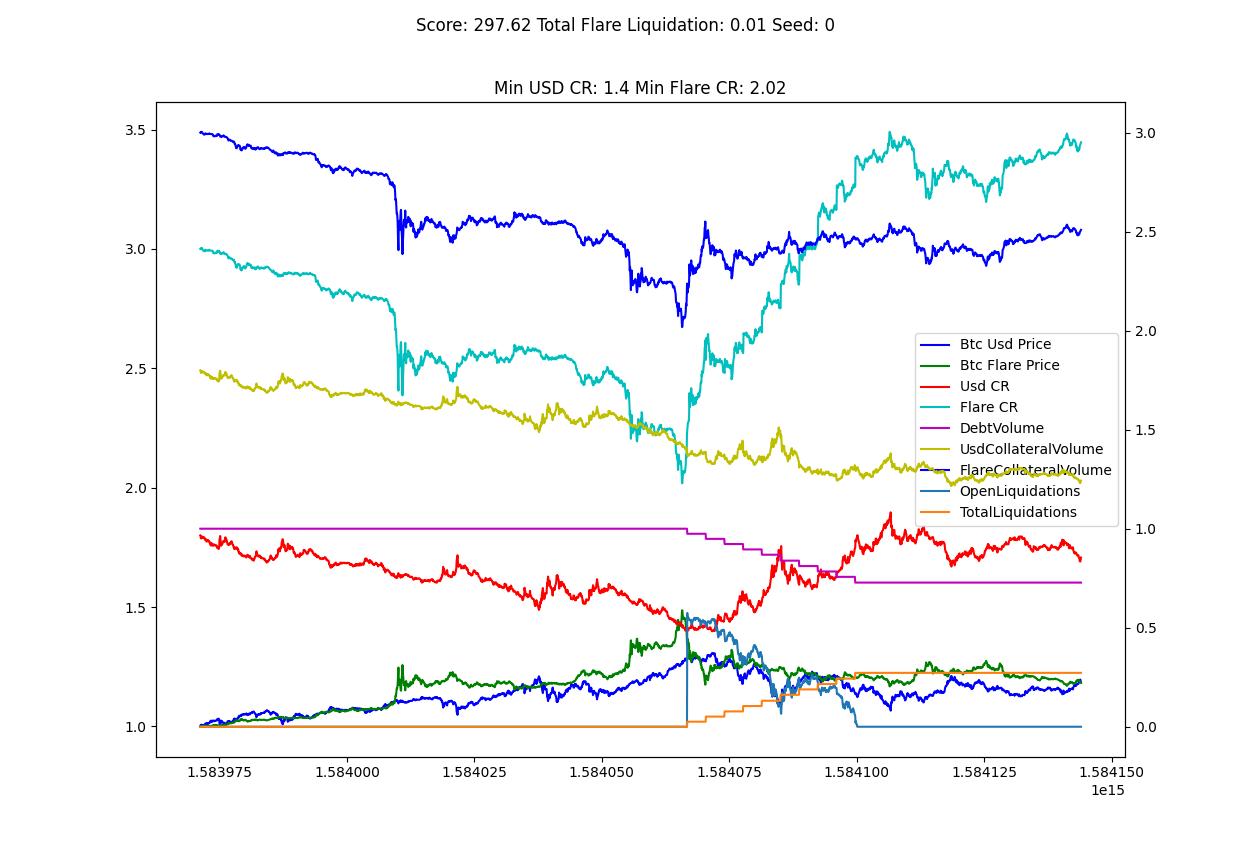 Score: 297.62 Total Flare Liquidation: 0.01 Seed: 0
Min USD CR: 1.4 Min Flare CR: 2.02
3.5
3.0
2.5
2.0
1.5
1.0
3.0
2.5
2.0
1.5
1.0
0.5
0.0
Btc Usd Price
Btc Flare Price
Usd CR
Flare CR
DebtVolume
UsdCollateralVolume
FlareCollateralVolume
OpenLiquidations
TotalLiquidations
1.583975 1.584000 1.584025 1.584050 1.584075 1.584100 1.584125 1.584150
1e15